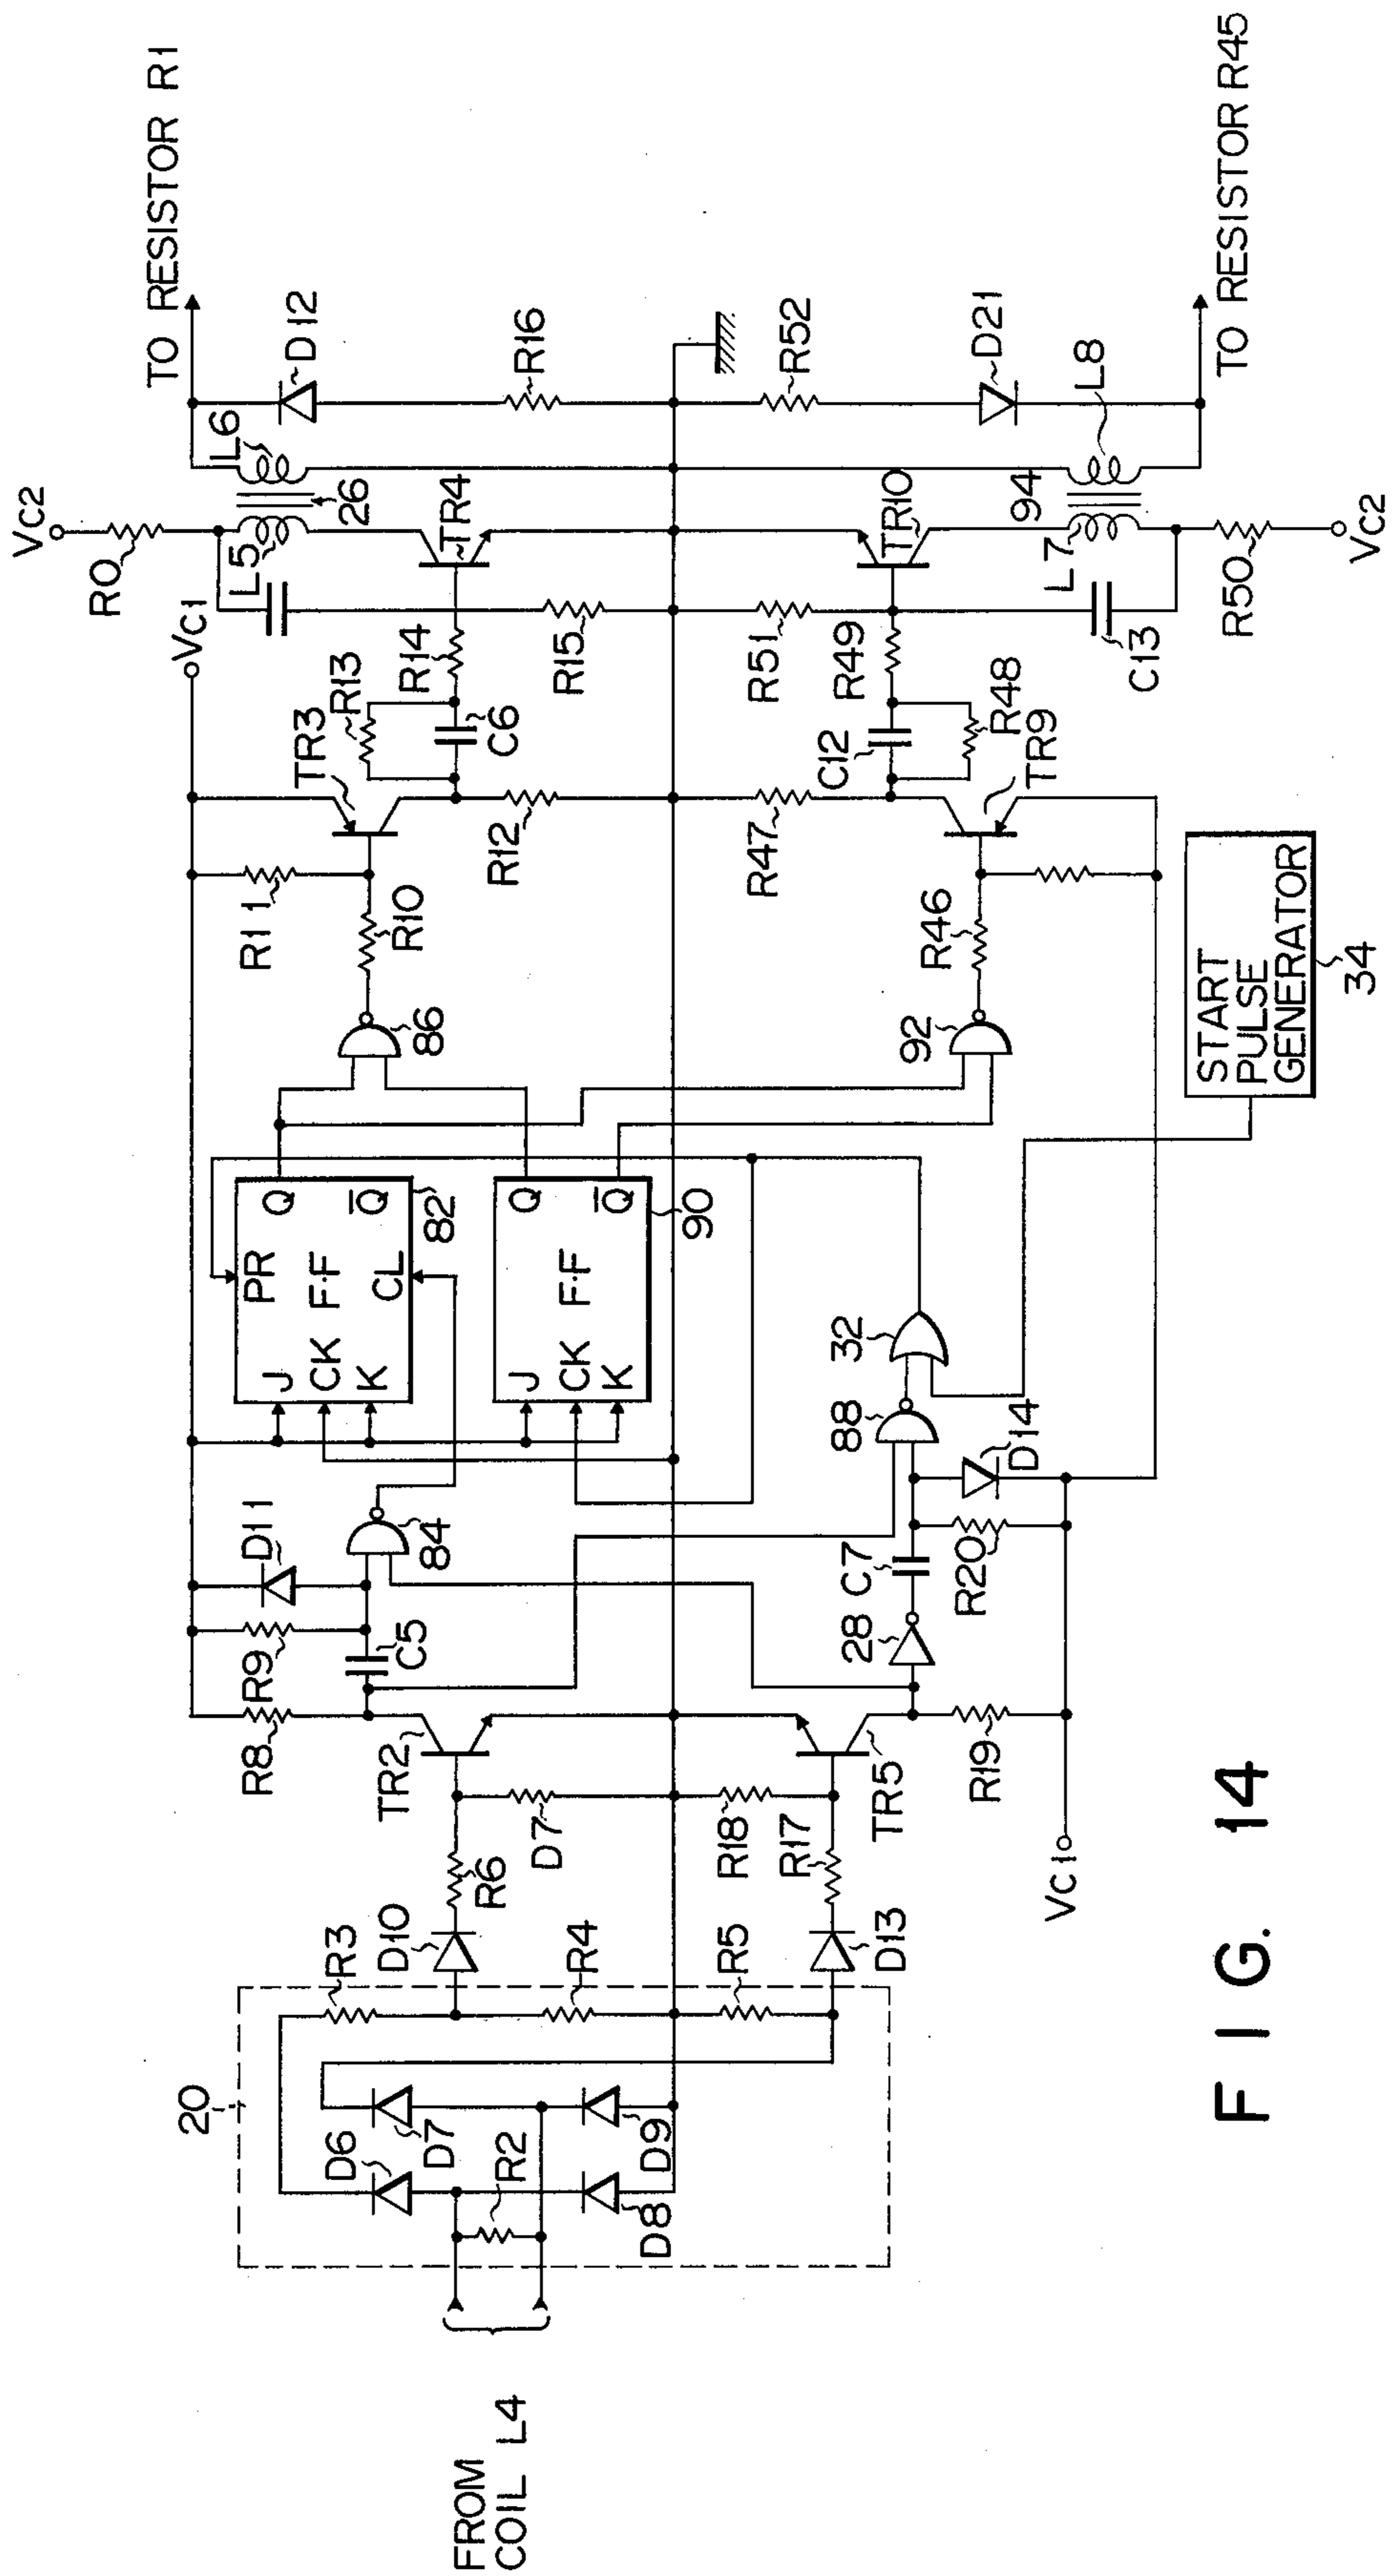 FROM
COIL L4
20
D6
D7
R2
D8
D9
R3
R4
R5
D10
R6
D7
R18
R17
D13
R8
R9
D11
C5
TR2
TR5
R19
VC1
28
C7
R20
D14
84
88
32
J
CK
K
PR
F·F
CL
Q
Q̅
82
J
CK
K
F·F
Q
Q̅
90
86
92
R11
R10
R46
START
PULSE
GENERATOR
34
TR3
R13
R12
C6
R14
R47
C12
R48
TR9
R49
VC1
VC2
R0
L5
L6
26
TR4
R15
R51
TR10
94
L7
L8
C13
R50
VC2
D12
R16
R52
D21
TO RESISTOR R1
TO RESISTOR R45
FIG. 14